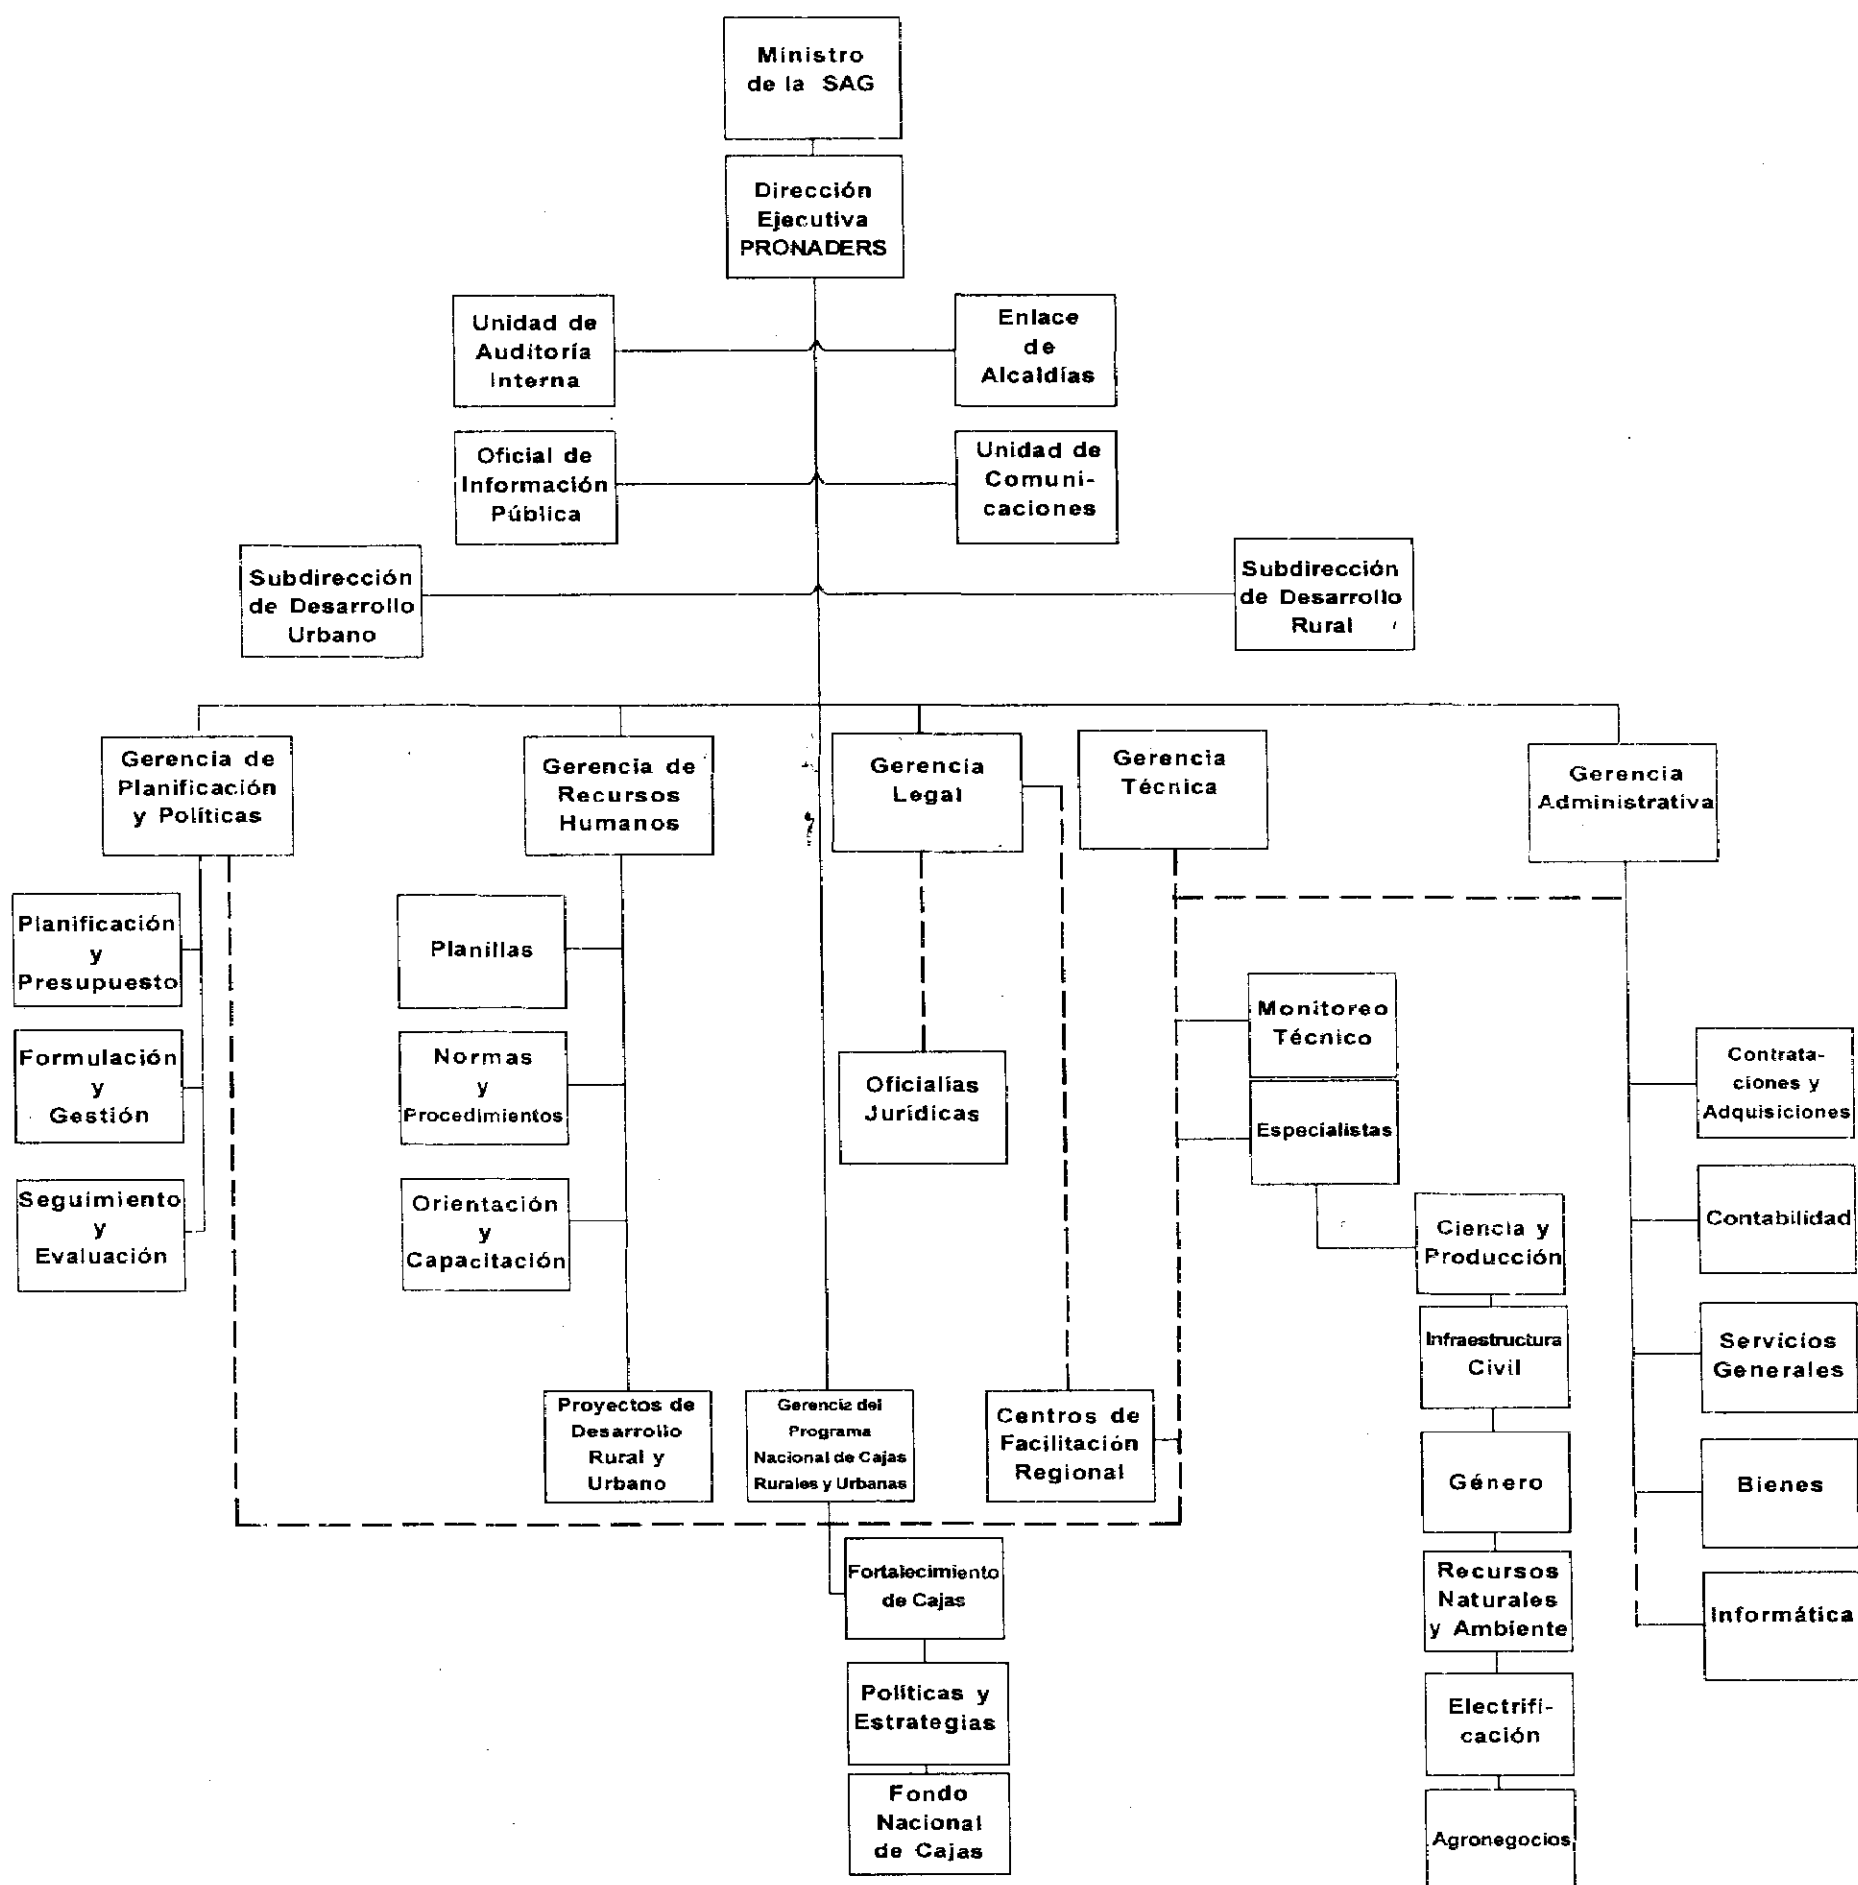 Ministro
de la SAG
Dirección
Ejecutiva
PRONADERS
Unidad de
Auditoría
Interna
Enlace
de
Alcaldías
Oficial de
Información
Pública
Unidad de
Comuni-
caciones
Subdirección
de Desarrollo
Urbano
Subdirección
de Desarrollo
Rural
Gerencia de
Planificación
y Políticas
Gerencia de
Recursos
Humanos
Gerencia
Legal
Gerencia
Técnica
Gerencia
Administrativa
Planificación
y
Presupuesto
Formulación
y
Gestión
Seguimiento
y
Evaluación
Planillas
Normas
y
Procedimientos
Orientación
y
Capacitación
Proyectos de
Desarrollo
Rural y
Urbano
Gerencia del
Programa
Nacional de Cajas
Rurales y Urbanas
Fortalecimiento
de Cajas
Políticas y
Estrategias
Fondo
Nacional
de Cajas
Oficialías
Jurídicas
Centros de
Facilitación
Regional
Monitoreo
Técnico
Especialistas
Ciencia y
Producción
Infraestructura
Civil
Género
Recursos
Naturales
y Ambiente
Electrifi-
cación
Agronegocios
Contrata-
ciones y
Adquisiciones
Contabilidad
Servicios
Generales
Bienes
Informática